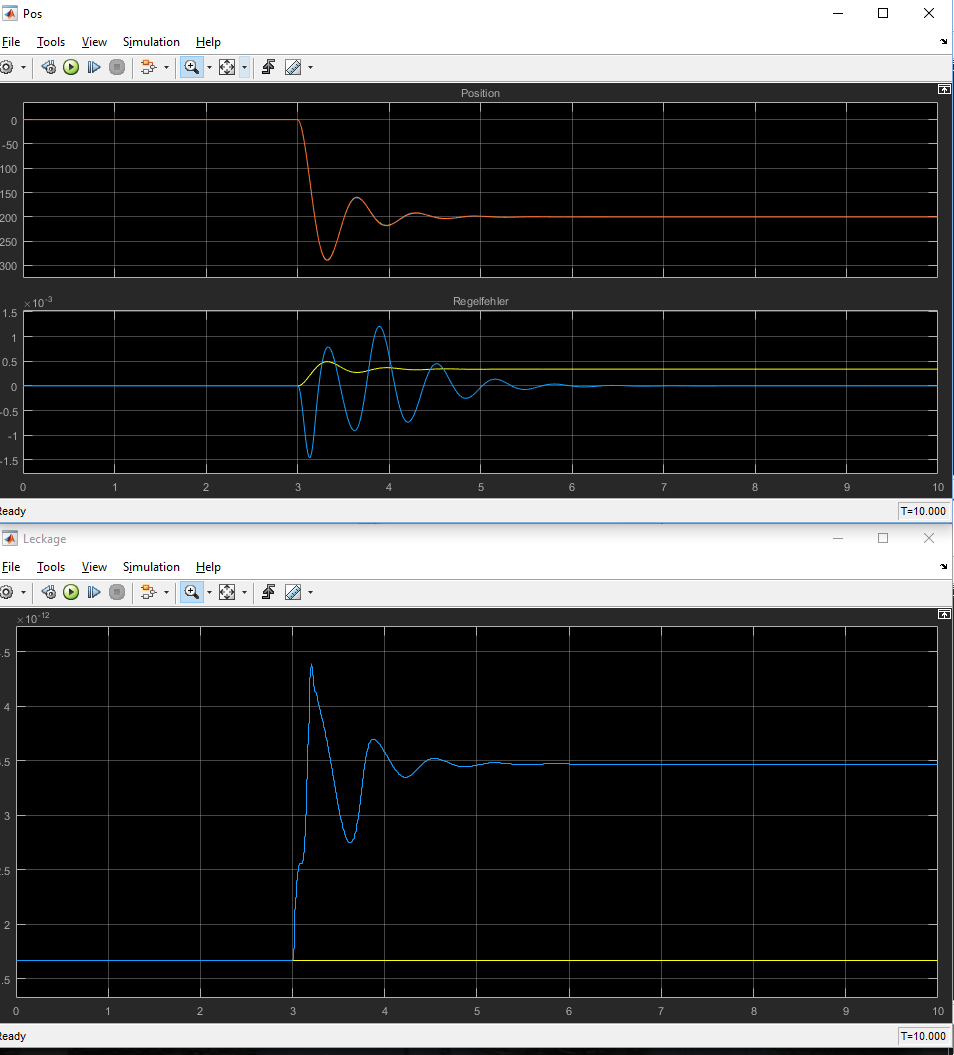 Pos
File Tools View Simulation Help
Position
0
-50
100
150
200
250
300
×10-3
Regelfehler
1.5
1
0.5
0
-0.5
-1
-1.5
0 1 2 3 4 5 6 7 8 9 10
eady T=10.000
Leckage
File Tools View Simulation Help
×10-12
.5
4
.5
3
2.5
2
.5
0 1 2 3 4 5 6 7 8 9 10
eady T=10.000